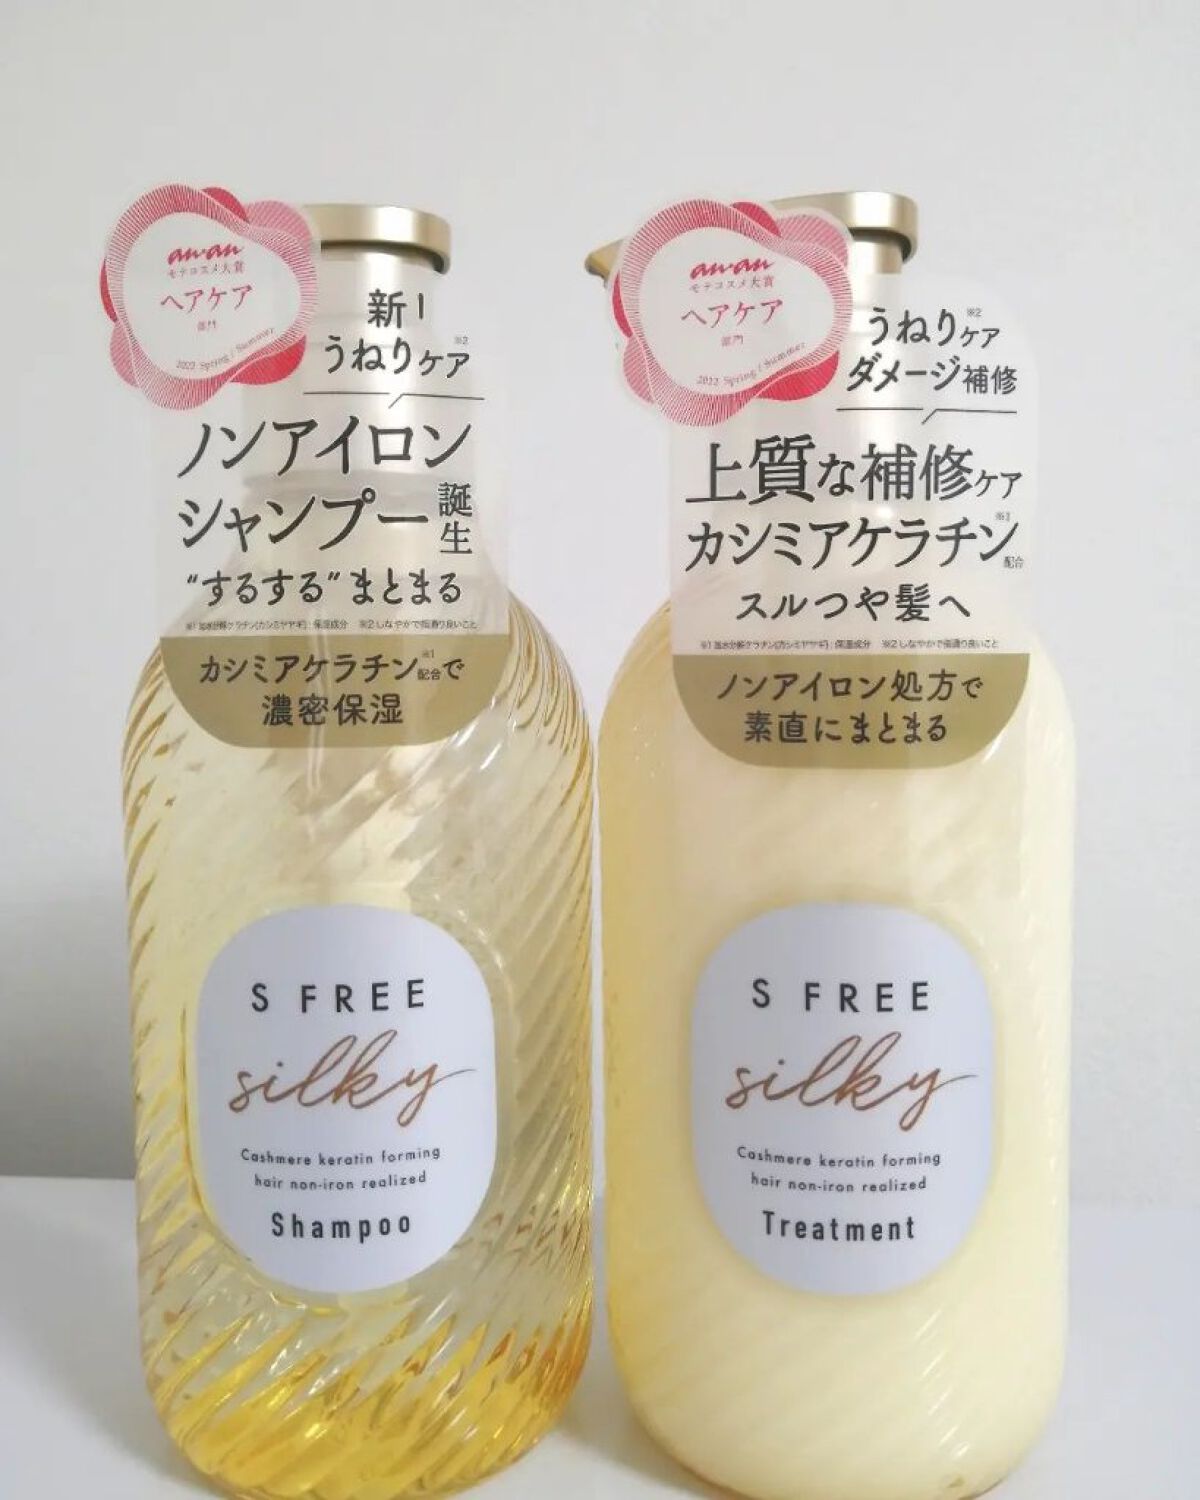 an・an
モテコスメ大賞
ヘアケア
部門
2022 Spring / Summer
新!
うねりケア※2
ノンアイロン
シャンプー誕生
“するする”まとまる
※1 加水分解ケラチン(カシミヤヤギ):保湿成分 ※2 しなやかで指通り良いこと
カシミアケラチン※1配合で
濃密保湿
S FREE
silky
Cashmere keratin forming
hair non-iron realized
Shampoo
an・an
モテコスメ大賞
ヘアケア
部門
2022 Spring / Summer
うねりケア※2
ダメージ補修
上質な補修ケア
カシミアケラチン※1配合
スルつや髪へ
※1 加水分解ケラチン(カシミヤヤギ):保湿成分 ※2 しなやかで指通り良いこと
ノンアイロン処方で
素直にまとまる
S FREE
silky
Cashmere keratin forming
hair non-iron realized
Treatment